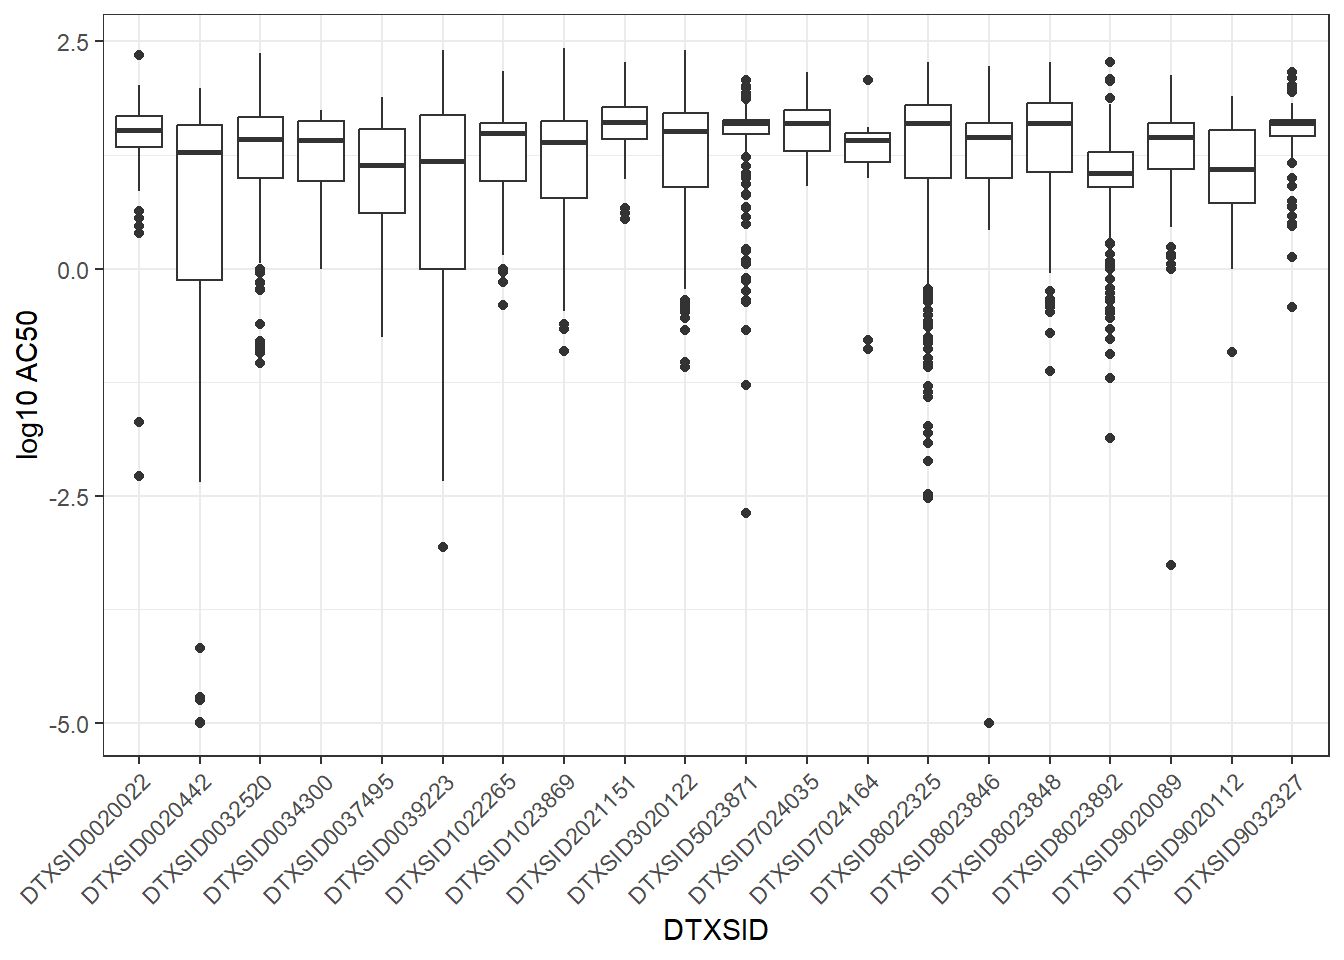 log10 AC50
2.5
0.0
-2.5
-5.0
DTXSID0020022
DTXSID0020442
DTXSID0032520
DTXSID0034300
DTXSID0037495
DTXSID0039223
DTXSID1022265
DTXSID1023869
DTXSID2021151
DTXSID3020122
DTXSID5023871
DTXSID7024035
DTXSID7024164
DTXSID8022325
DTXSID8023846
DTXSID8023848
DTXSID8023892
DTXSID9020089
DTXSID9020112
DTXSID9032327
DTXSID